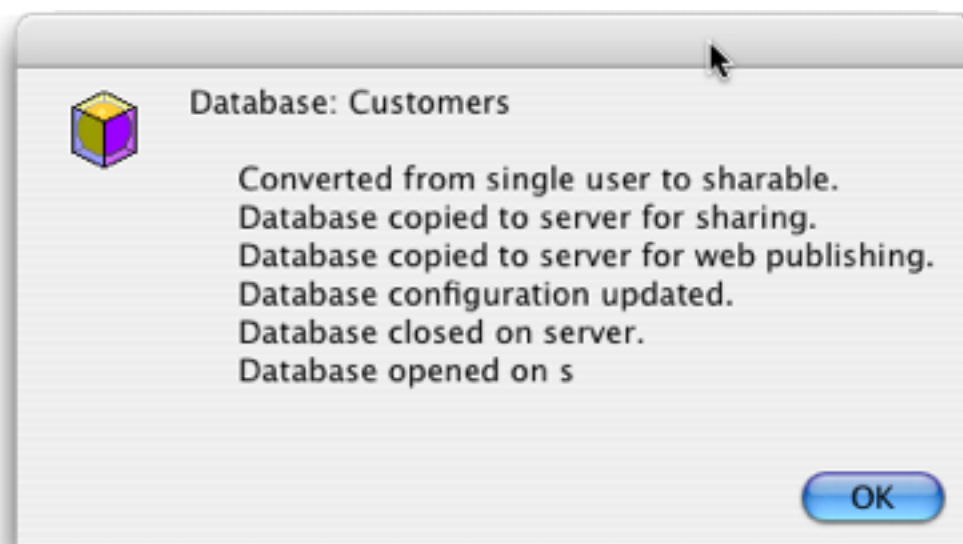 Database: Customers
Converted from single user to sharable.
Database copied to server for sharing.
Database copied to server for web publishing.
Database configuration updated.
Database closed on server.
Database opened on s
OK